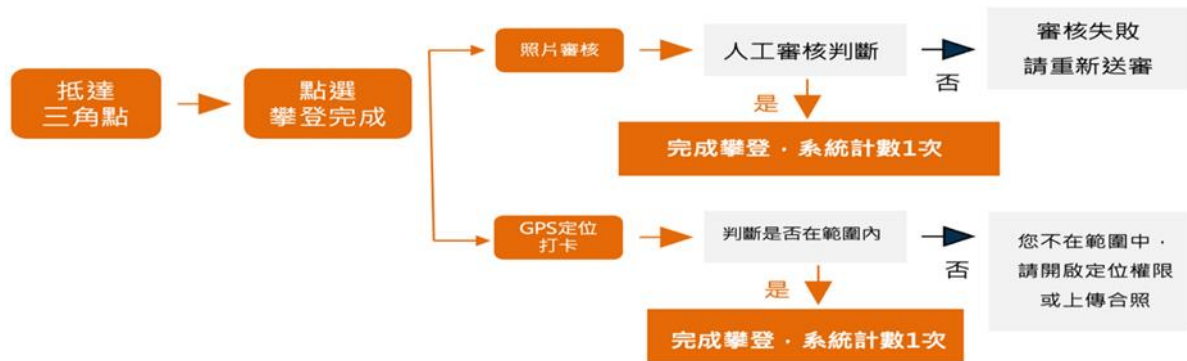 抵達
三角點
點選
攀登完成
照片審核
人工審核判斷
否
審核失敗
請重新送審
是
完成攀登‧系統計數1次
GPS定位
打卡
判斷是否在範圍內
否
您不在範圍中，
請開啟定位權限
或上傳合照
是
完成攀登‧系統計數1次